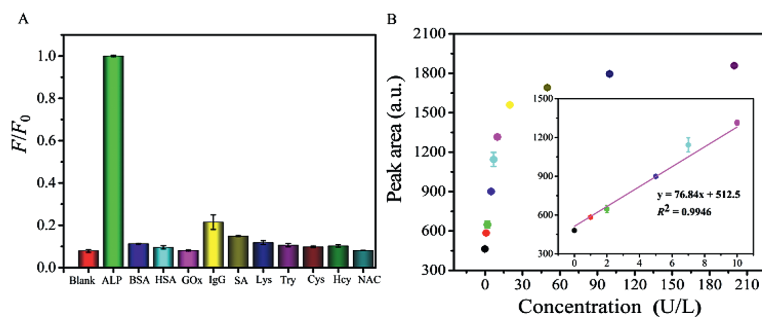 A
F/F0
1.0
0.8
0.6
0.4
0.2
0.0
Blank ALP BSA HSA GOx IgG SA Lys Try Cys Hcy NAC
B
Peak area (a.u.)
2100
1800
1500
1200
900
600
300
0 30 60 90 120 150 180 210
Concentration (U/L)
1500
1200
900
600
300
0 2 4 6 8 10
y = 76.84x + 512.5
R² = 0.9946